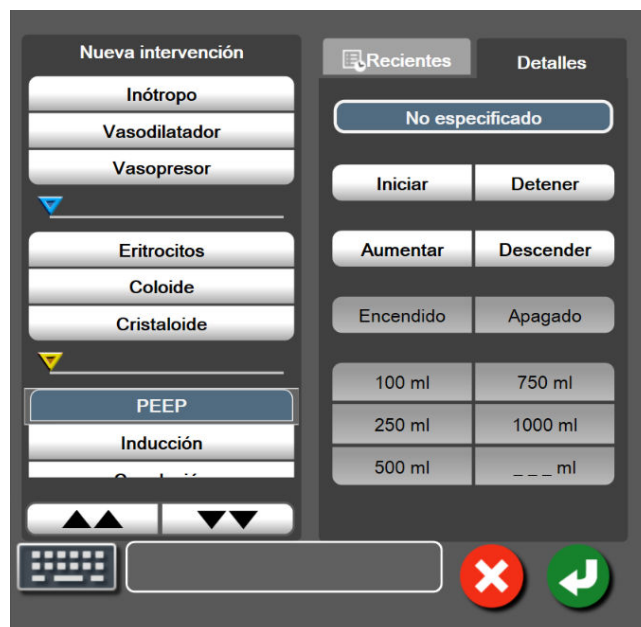 Nueva intervención
Inótropo
Vasodilatador
Vasopresor
Eritrocitos
Coloide
Cristaloide
PEEP
Inducción
Recientes
Detalles
No especificado
Iniciar
Detener
Aumentar
Descender
Encendido
Apagado
100 ml
750 ml
250 ml
1000 ml
500 ml
_ _ _ ml